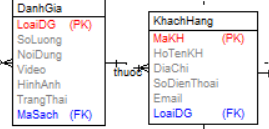 DanhGia
LoaiDG (PK)
SoLuong
NoiDung
Video
HinhAnh
TrangThai
MaSach (FK)
thuộc
KhachHang
MaKH (PK)
HoTenKH
DiaChi
SoDienThoai
Email
LoaiDG (FK)